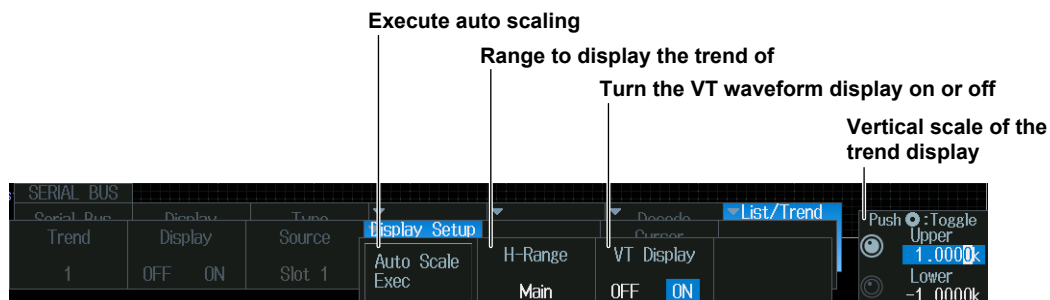 Execute auto scaling
Range to display the trend of
Turn the VT waveform display on or off
Vertical scale of the
trend display
SERIAL BUS
Serial Bus Display Type Decode List/Trend
Cursor
Trend Display Source Display Setup
1 OFF ON Slot 1
Auto Scale
Exec
H-Range
Main
VT Display
OFF ON
Push :Toggle
Upper
1.0000k
Lower
-1.0000k